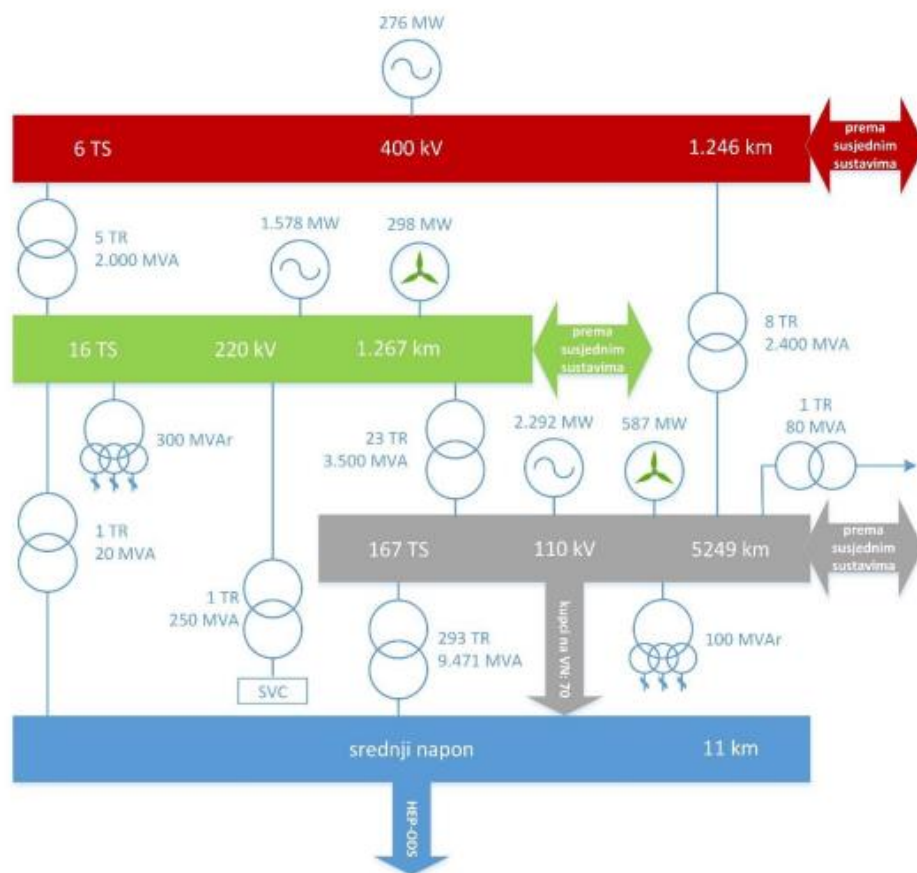 276 MW
6 TS 400 kV 1.246 km
prema
susjednim
sustavima
5 TR
2.000 MVA
1.578 MW
298 MW
16 TS 220 kV 1.267 km
prema
susjednim
sustavima
8 TR
2.400 MVA
300 MVAr
23 TR
3.500 MVA
2.292 MW
587 MW
1 TR
80 MVA
1 TR
20 MVA
167 TS 110 kV 5249 km
prema
susjednim
sustavima
1 TR
250 MVA
SVC
293 TR
9.471 MVA
kupci na VN: 70
100 MVAr
srednji napon 11 km
HEP-ODS